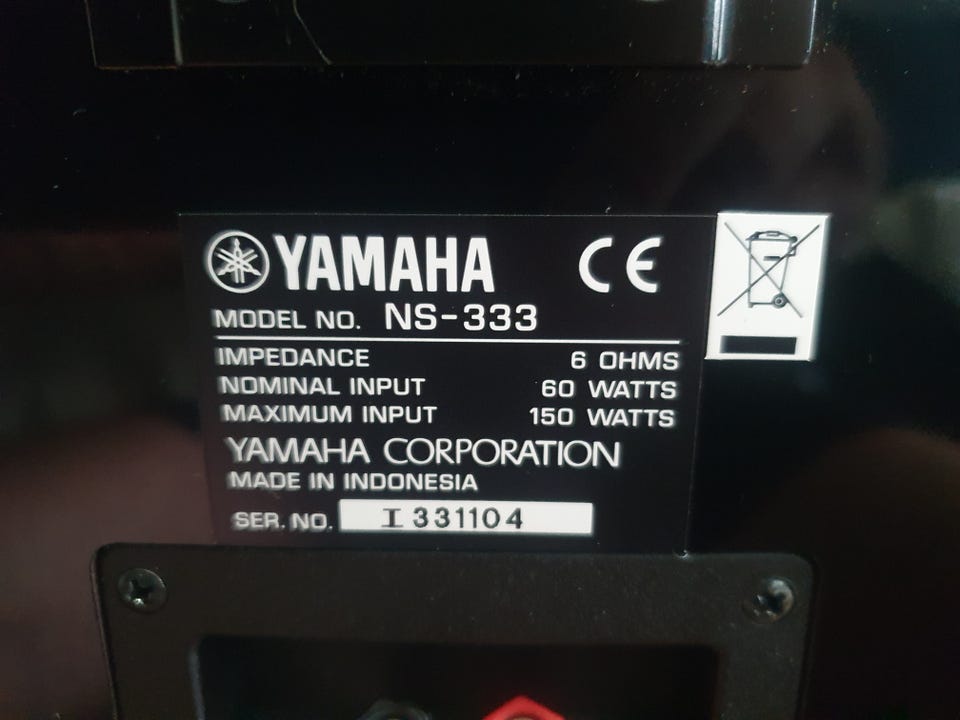 YAMAHA CE
MODEL NO. NS-333
IMPEDANCE 6 OHMS
NOMINAL INPUT 60 WATTS
MAXIMUM INPUT 150 WATTS
YAMAHA CORPORATION
MADE IN INDONESIA
SER. NO. I 331104